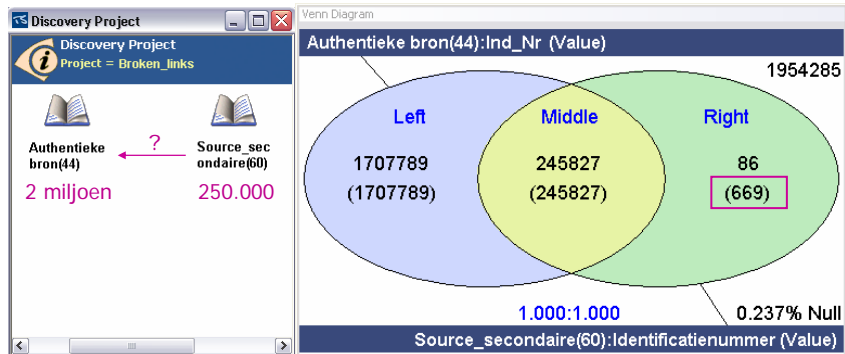 Discovery Project
Discovery Project
Project = Broken_links
Authentieke
bron(44)
?
Source_sec
ondaire(60)
2 miljoen
250.000
Venn Diagram
Authentieke bron(44):Ind_Nr (Value)
1954285
Left
Middle
Right
1707789
245827
86
(1707789)
(245827)
(669)
1.000:1.000
0.237% Null
Source_secondaire(60):Identificatienummer (Value)